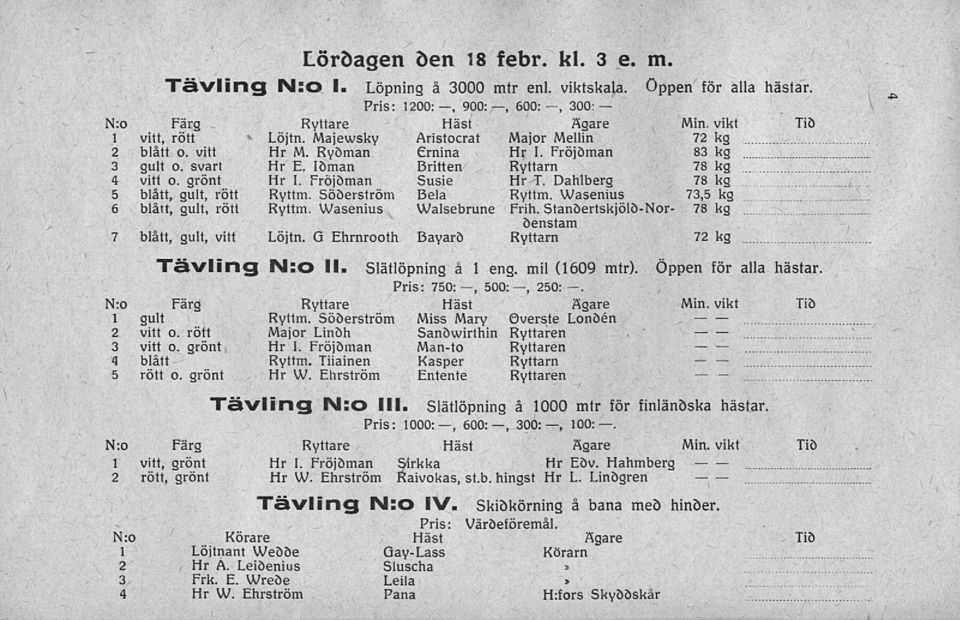 Lördagen den 18 febr. kl. 3 e. m.
4
Tävling N:o I. Löpning å 3000 mtr enl. viktskala. Öppen för alla hästar.
Pris: 1200: —, 900: —, 600: —, 300: —
N:o Färg Ryttare Häst Ägare Min. vikt Tid
1 vitt, rött Löjtn. Majewsky Aristocrat Major Mellin 72 kg
2 blått o. vitt Hr M. Rydman Ernina Hr I. Fröjdman 83 kg
3 gult o. svart Hr E. Idman Britten Ryttarn 78 kg
4 vitt o. grönt Hr I. Fröjdman Susie Hr T. Dahlberg 78 kg
5 blått, gult, rött Ryttm. Söderström Bela Ryttm. Wasenius 73,5 kg
6 blått, gult, rött Ryttm. Wasenius Walsebrune Frih. Standertskjöld-Nor- 78 kg
denstam
7 blått, gult, vitt Löjtn. G Ehrnrooth Bayard Ryttarn 72 kg
Tävling N:o II. Slätlöpning å 1 eng. mil (1609 mtr). Öppen för alla hästar.
Pris: 750: —, 500: —, 250: —.
N:o Färg Ryttare Häst Ägare Min. vikt Tid
1 gult Ryttm. Söderström Miss Mary Överste Londén — —
2 vitt o. rött Major Lindh Sandwirthin Ryttaren — —
3 vitt o. grönt Hr I. Fröjdman Man-to Ryttaren — —
4 blått Ryttm. Tiiainen Kasper Ryttarn — —
5 rött o. grönt Hr W. Ehrström Entente Ryttaren — —
Tävling N:o III. Slätlöpning å 1000 mtr för finländska hästar.
Pris: 1000: —, 600: —, 300: —, 100: —.
N:o Färg Ryttare Häst Ägare Min. vikt Tid
1 vitt, grönt Hr I. Fröjdman Sirkka Hr Edv. Hahmberg — —
2 rött, grönt Hr W. Ehrström Raivokas, st.b. hingst Hr L. Lindgren — —
Tävling N:o IV. Skidkörning å bana med hinder.
Pris: Värdeföremål.
N:o Körare Häst Ägare Tid
1 Löjtnant Wedde Gay-Lass Körarn
2 Hr A. Leidenius Sluscha »
3 Frk. E. Wrede Leila »
4 Hr W. Ehrström Pana H:fors Skyddskår